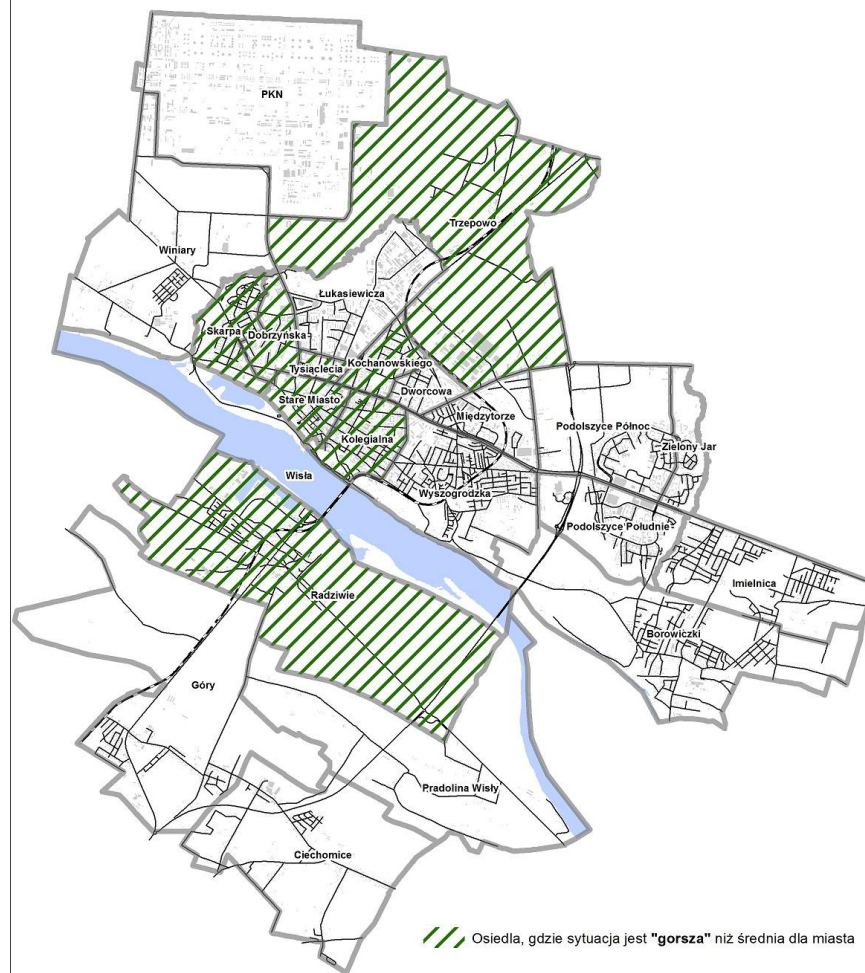 PKN
Trzepowo
Winiary
Łukasiewicza
Skarpa
Dobrzyńska
Kochanowskiego
Tysiąclecia
Dworcowa
Stare Miasto
Międzytorze
Podolszyce Północ
Kolegialna
Zielony Jar
Wisła
Wyszogrodzka
Podolszyce Południe
Imielnica
Radziwie
Borowiczki
Góry
Pradolina Wisły
Ciechomice
Osiedla, gdzie sytuacja jest "gorsza" niż średnia dla miasta